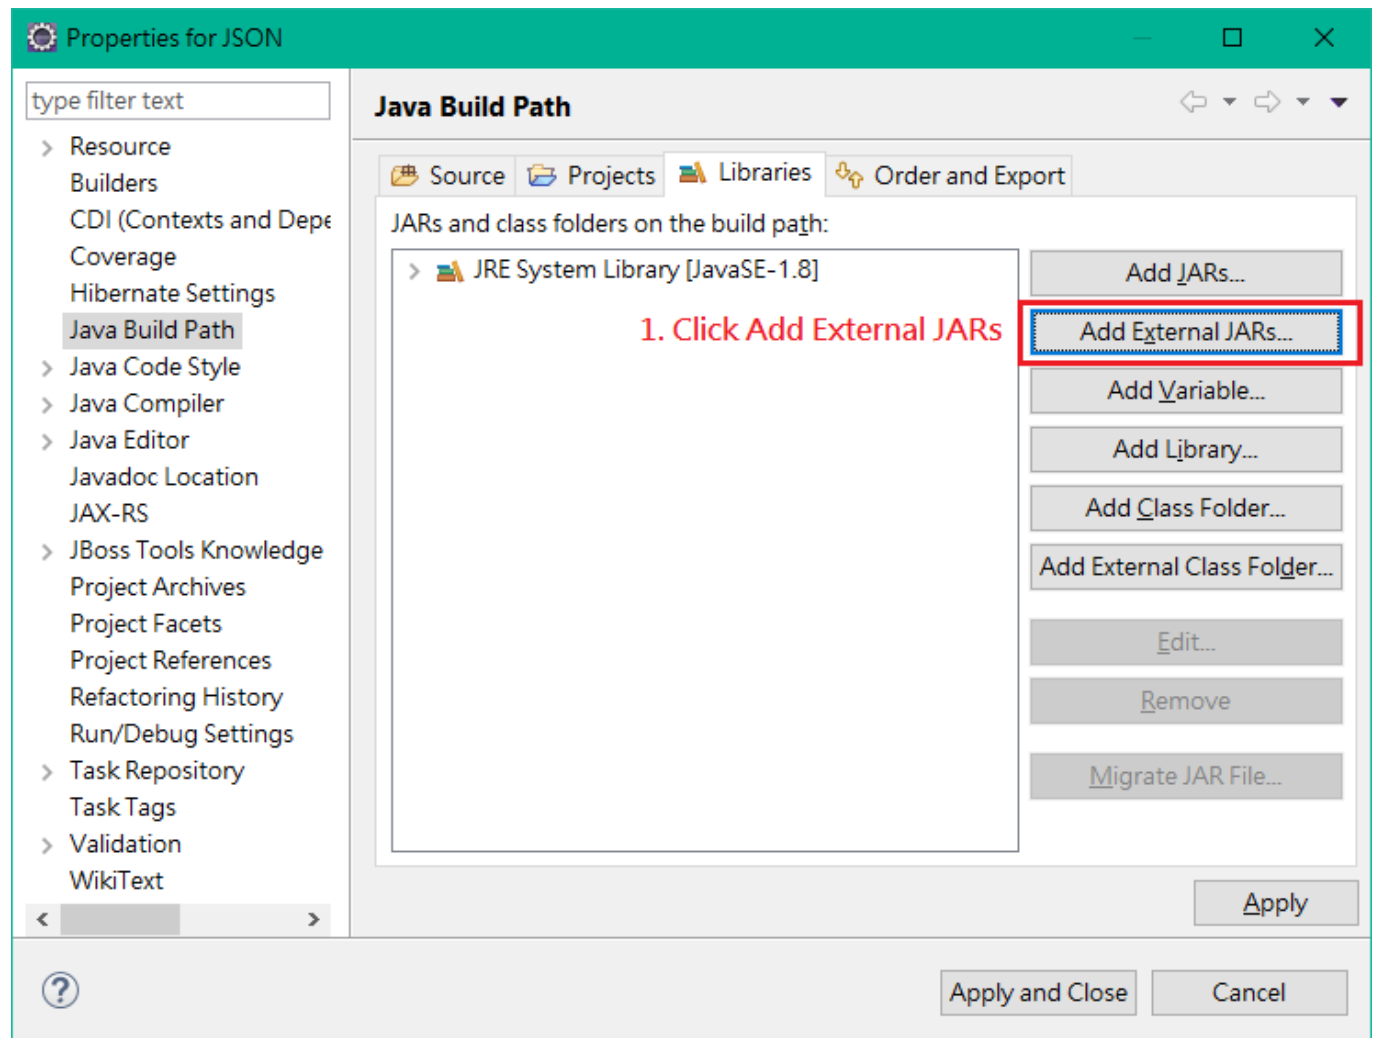 Properties for JSON
type filter text
Resource
Builders
CDI (Contexts and Depe
Coverage
Hibernate Settings
Java Build Path
Java Code Style
Java Compiler
Java Editor
Javadoc Location
JAX-RS
JBoss Tools Knowledge
Project Archives
Project Facets
Project References
Refactoring History
Run/Debug Settings
Task Repository
Task Tags
Validation
WikiText
Java Build Path
Source Projects Libraries Order and Export
JARs and class folders on the build path:
JRE System Library [JavaSE-1.8]
1. Click Add External JARs
Add JARs...
Add External JARs...
Add Variable...
Add Library...
Add Class Folder...
Add External Class Folder...
Edit...
Remove
Migrate JAR File...
Apply
Apply and Close Cancel